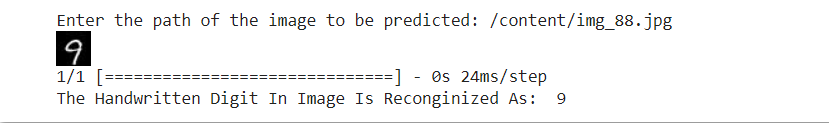 Enter the path of the image to be predicted: /content/img_88.jpg
9
1/1 [==============================] - 0s 24ms/step
The Handwritten Digit In Image Is Reconginized As:  9